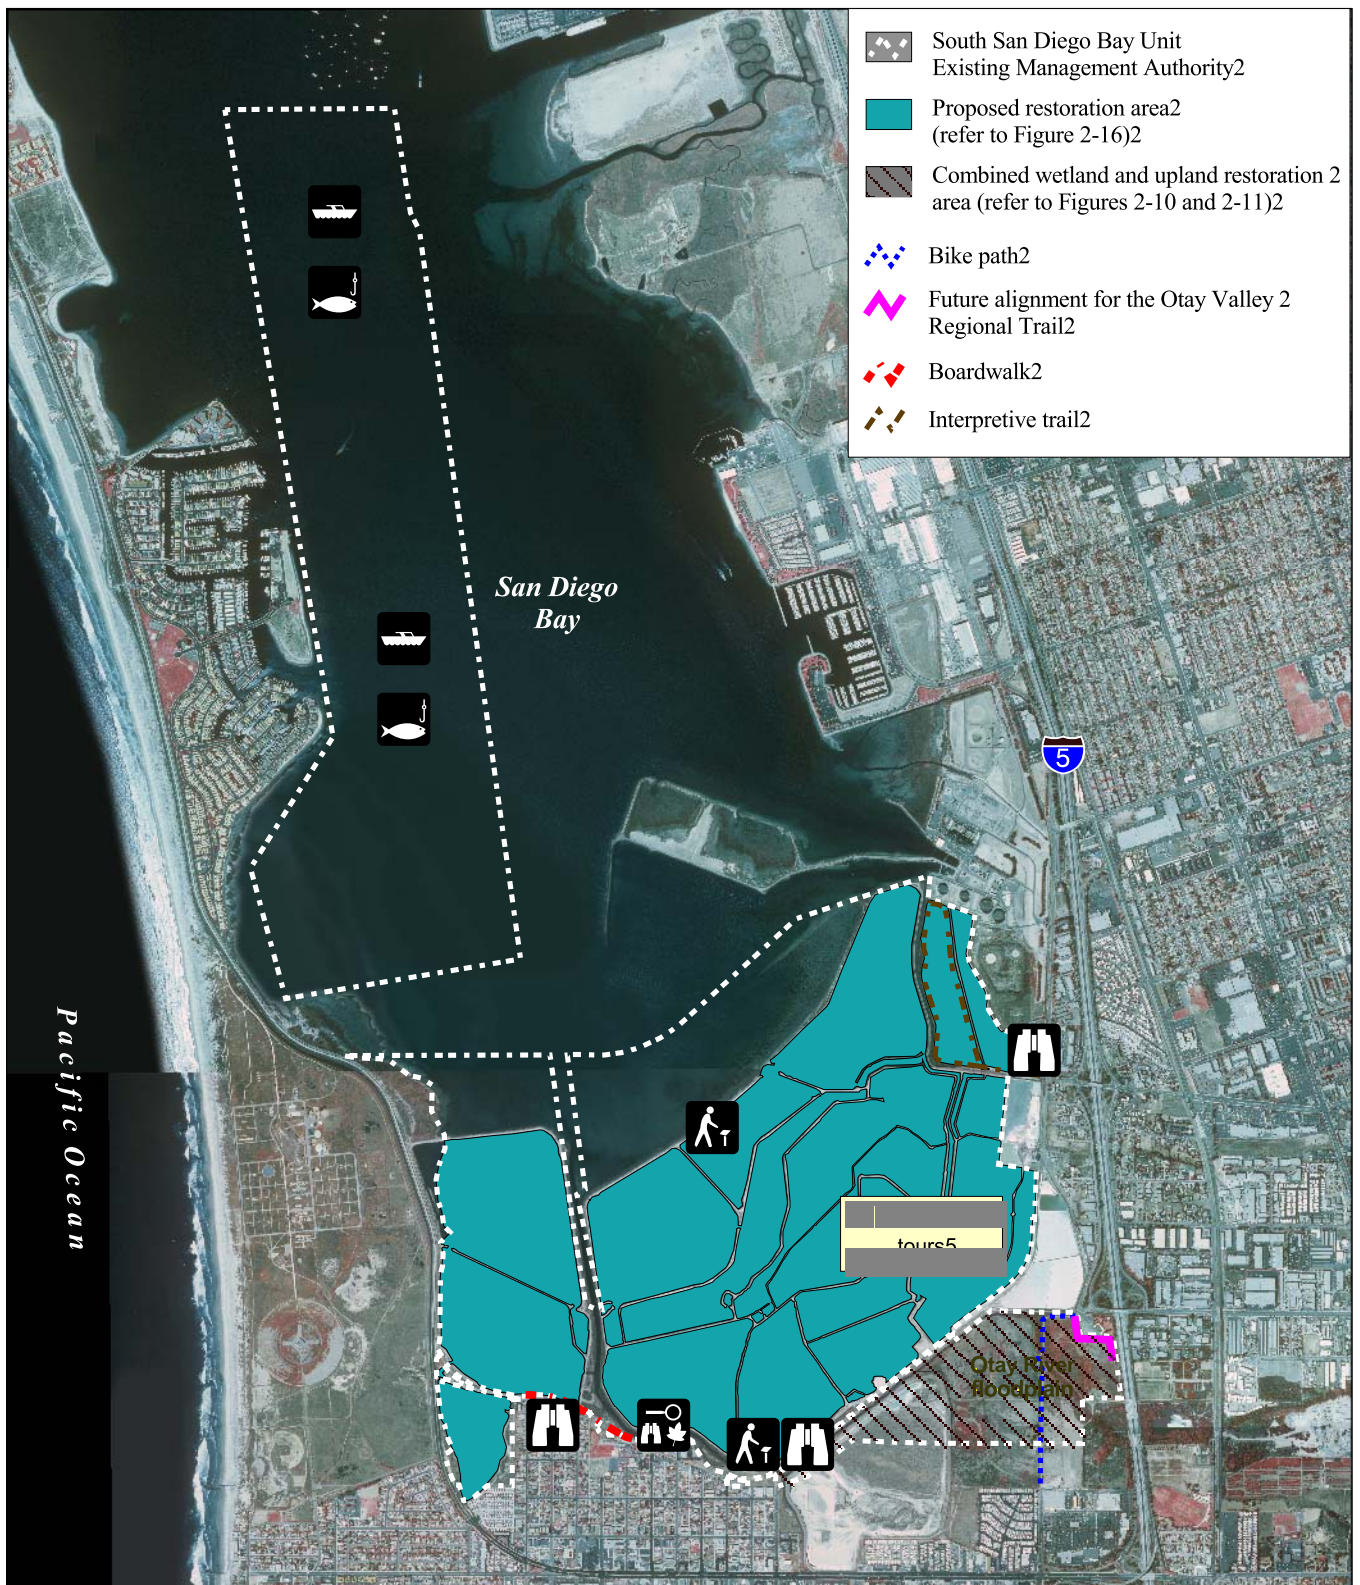 South San Diego Bay Unit
Existing Management Authority2
Proposed restoration area2
(refer to Figure 2-16)2
Combined wetland and upland restoration 2
area (refer to Figures 2-10 and 2-11)2
Bike path2
Future alignment for the Otay Valley 2
Regional Trail2
Boardwalk2
Interpretive trail2
San Diego
Bay
5
Pacific Ocean
tours5
Otay River
floodplain